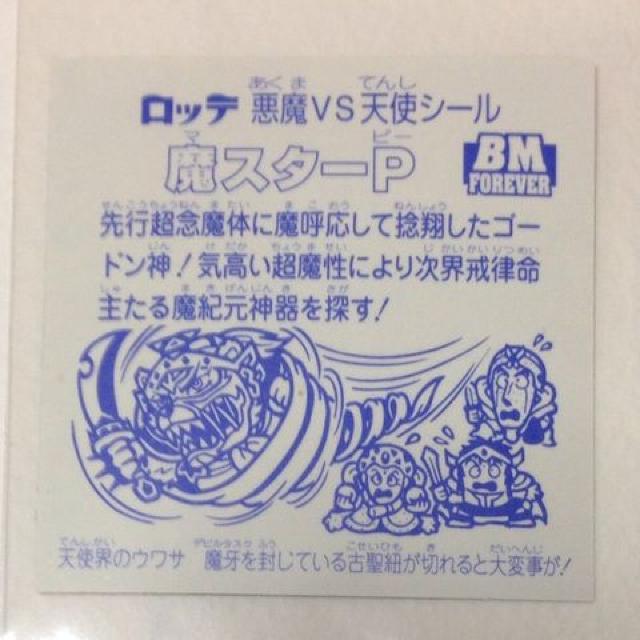 ロッテ 悪魔VS天使シール
魔スターP
BM
FOREVER
先行超念魔体に魔呼応して捻翔したゴー
ドン神！気高い超魔性により次界戒律命
主たる魔紀元神器を探す！
天使界のウワサ 魔牙を封じている古聖紐が切れると大変事が！